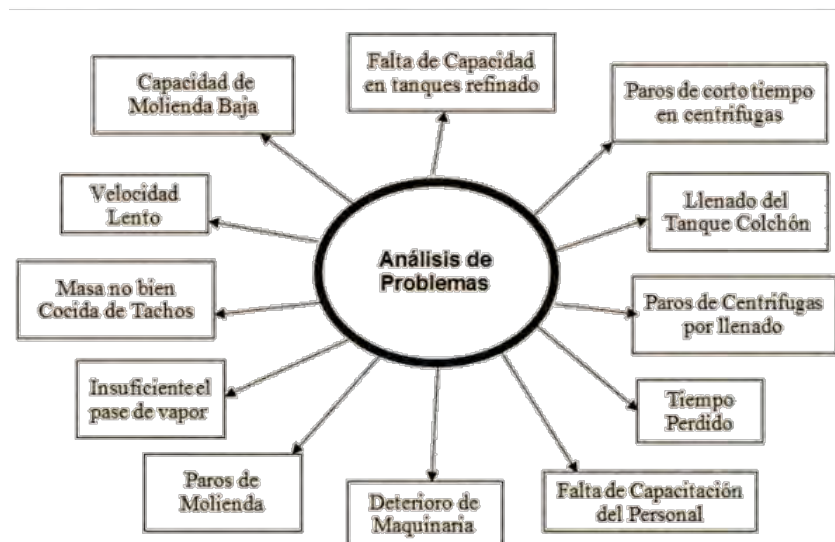 Capacidad de
Molienda Baja
Falta de Capacidad
en tanques refinado
Paros de corto tiempo
en centrifugas
Velocidad
Lento
Llenado del
Tanque Colchón
Análisis de
Problemas
Masa no bien
Cocida de Tachos
Paros de Centrifugas
por llenado
Insuficiente el
pase de vapor
Tiempo
Perdido
Paros de
Molienda
Deterioro de
Maquinaria
Falta de Capacitación
del Personal